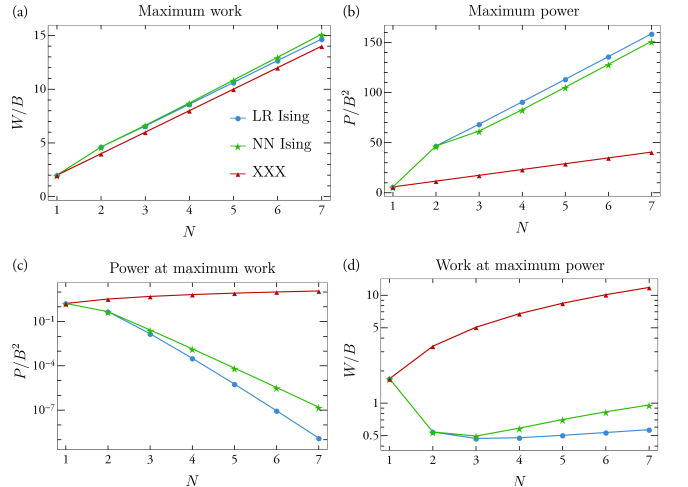 (a) Maximum work
W/B
15
10
5
0
1 2 3 4 5 6 7
N
LR Ising
NN Ising
XXX
(b) Maximum power
P/B²
150
100
50
0
1 2 3 4 5 6 7
N
(c) Power at maximum work
P/B²
10⁻¹
10⁻⁴
10⁻⁷
1 2 3 4 5 6 7
N
(d) Work at maximum power
W/B
10
5
1
0.5
1 2 3 4 5 6 7
N